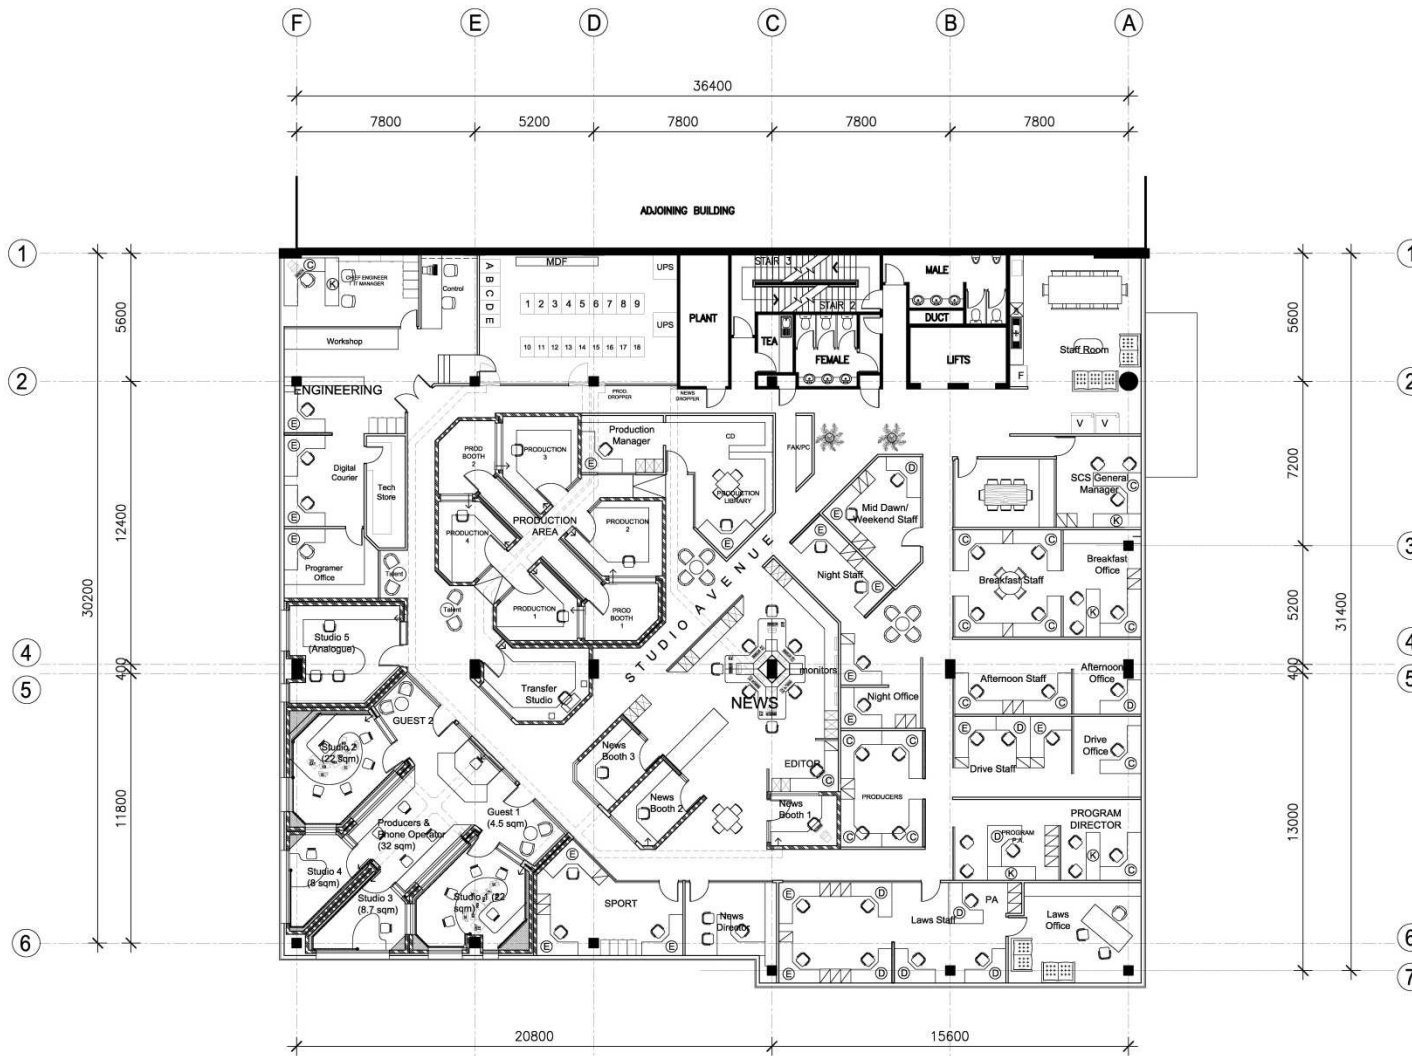 F
E
D
C
B
A
36400
7800
5200
7800
7800
7800
ADJOINING BUILDING
1
1
5600
5600
CHIEF ENGINEER
IT MANAGER
C
K
Control
A
B
C
D
E
MDF
UPS
1 2 3 4 5 6 7 8 9
UPS
10 11 12 13 14 15 16 17 18
PLANT
STAIR 3
STAIR 2
TEA
FEMALE
MALE
DUCT
LIFTS
Staff Room
F
V V
Workshop
2
2
ENGINEERING
PROD.
DROPPER
NEWS
DROPPER
E
E
E
Digital
Courier
Tech
Store
Programer
Office
Talent
Talent
PROD
BOOTH
2
PRODUCTION
3
Production
Manager
E
CD
PRODUCTION
LIBRARY
E
FAX/PC
PRODUCTION
4
PRODUCTION
AREA
PRODUCTION
2
PRODUCTION
1
PROD
BOOTH
1
Mid Dawn/
Weekend Staff
D
E
Night Staff
E
E
SCS General
Manager
C
K
7200
12400
30200
3
Breakfast Staff
C
C
C
C
Breakfast
Office
C
K
C
5200
31400
STUDIO AVENUE
4
5
400
4
5
400
Studio 5
(Analogue)
Transfer
Studio
monitors
NEWS
E
Night Office
E
Afternoon Staff
E
D
Afternoon
Office
D
GUEST 2
Studio 2
(22 sqm)
News
Booth 3
News
Booth 2
EDITOR
C
News
Booth 1
PRODUCERS
C
C
C
C
E
D
D
E
Drive Staff
Drive
Office
C
11800
13000
Producers &
Phone Operator
(32 sqm)
Guest 1
(4.5 sqm)
Studio 4
(8 sqm)
Studio 3
(8.7 sqm)
Studio 1 (22
sqm)
PROGRAM
P.A.
D
D
PROGRAM
DIRECTOR
K
C
E
SPORT
E
E
News
Director
E
D
E
D
Laws Staff
D
PA
D
D
Laws
Office
6
6
7
20800
15600